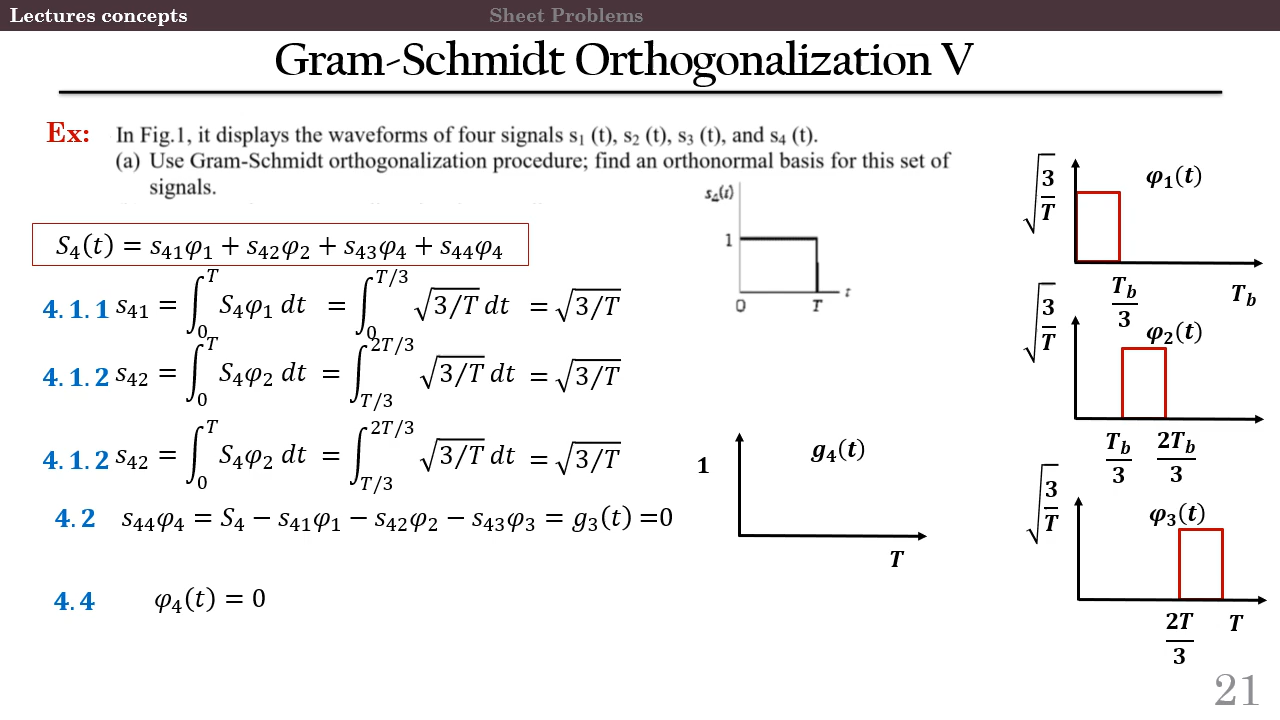 Lectures concepts Sheet Problems
Gram-Schmidt Orthogonalization V
Ex: In Fig.1, it displays the waveforms of four signals s₁ (t), s₂ (t), s₃ (t), and s₄ (t).
(a) Use Gram-Schmidt orthogonalization procedure; find an orthonormal basis for this set of
signals.
S₄(t) = s₄₁φ₁ + s₄₂φ₂ + s₄₃φ₄ + s₄₄φ₄
4.1.1 s₄₁ = ∫₀ᵀ S₄φ₁ dt = ∫₀^{T/3} √(3/T) dt = √(3/T)
4.1.2 s₄₂ = ∫₀ᵀ S₄φ₂ dt = ∫_{T/3}^{2T/3} √(3/T) dt = √(3/T)
4.1.2 s₄₂ = ∫₀ᵀ S₄φ₂ dt = ∫_{T/3}^{2T/3} √(3/T) dt = √(3/T)
4.2 s₄₄φ₄ = S₄ − s₄₁φ₁ − s₄₂φ₂ − s₄₃φ₃ = g₃(t) =0
4.4 φ₄(t) = 0
s₄(t)
1
0 T t
g₄(t)
1
T
√(3/T) φ₁(t)
T_b/3 T_b
√(3/T) φ₂(t)
T_b/3 2T_b/3
√(3/T) φ₃(t)
2T/3 T
21